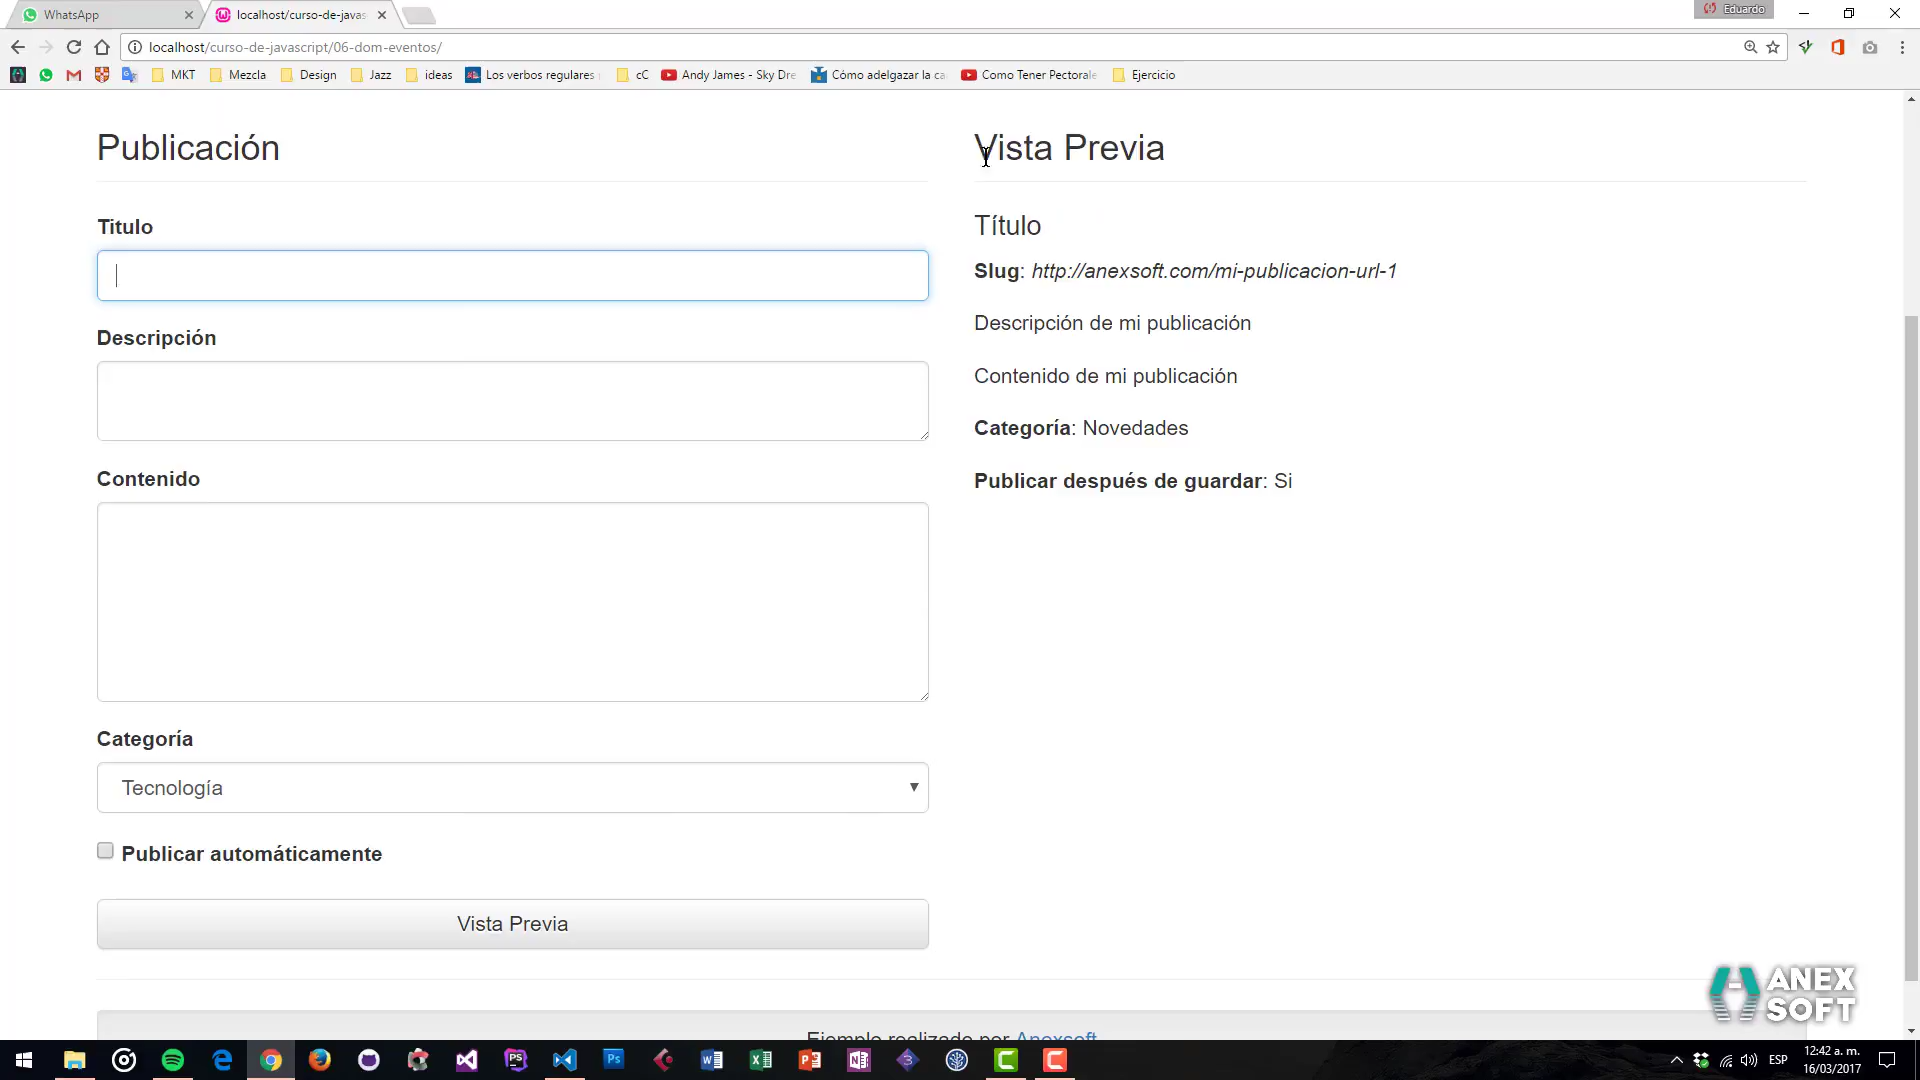 WhatsApp
localhost/curso-de-javas
Eduardo
localhost/curso-de-javascript/06-dom-eventos/
MKT
Mezcla
Design
Jazz
ideas
Los verbos regulares
cC
Andy James - Sky Dre
Cómo adelgazar la ca
Como Tener Pectorale
Ejercicio
Publicación
Titulo
Descripción
Contenido
Categoría
Tecnología
Publicar automáticamente
Vista Previa
Vista Previa
Título
Slug: http://anexsoft.com/mi-publicacion-url-1
Descripción de mi publicación
Contenido de mi publicación
Categoría: Novedades
Publicar después de guardar: Si
Ejemplo realizado por Anexsoft
ANEX
SOFT
ESP
12:42 a. m.
16/03/2017